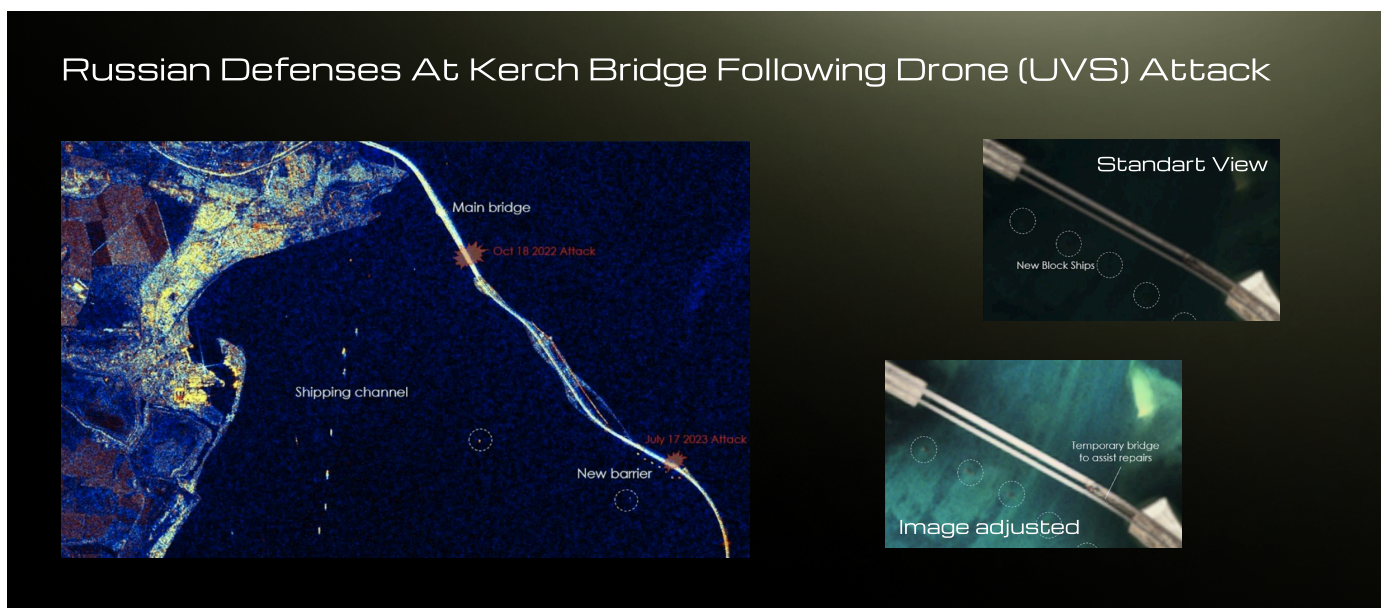 Russian Defenses At Kerch Bridge Following Drone (UVS) Attack
Main bridge
Oct 18 2022 Attack
Shipping channel
July 17 2023 Attack
New barrier
Standart View
New Block Ships
Temporary bridge
to assist repairs
Image adjusted